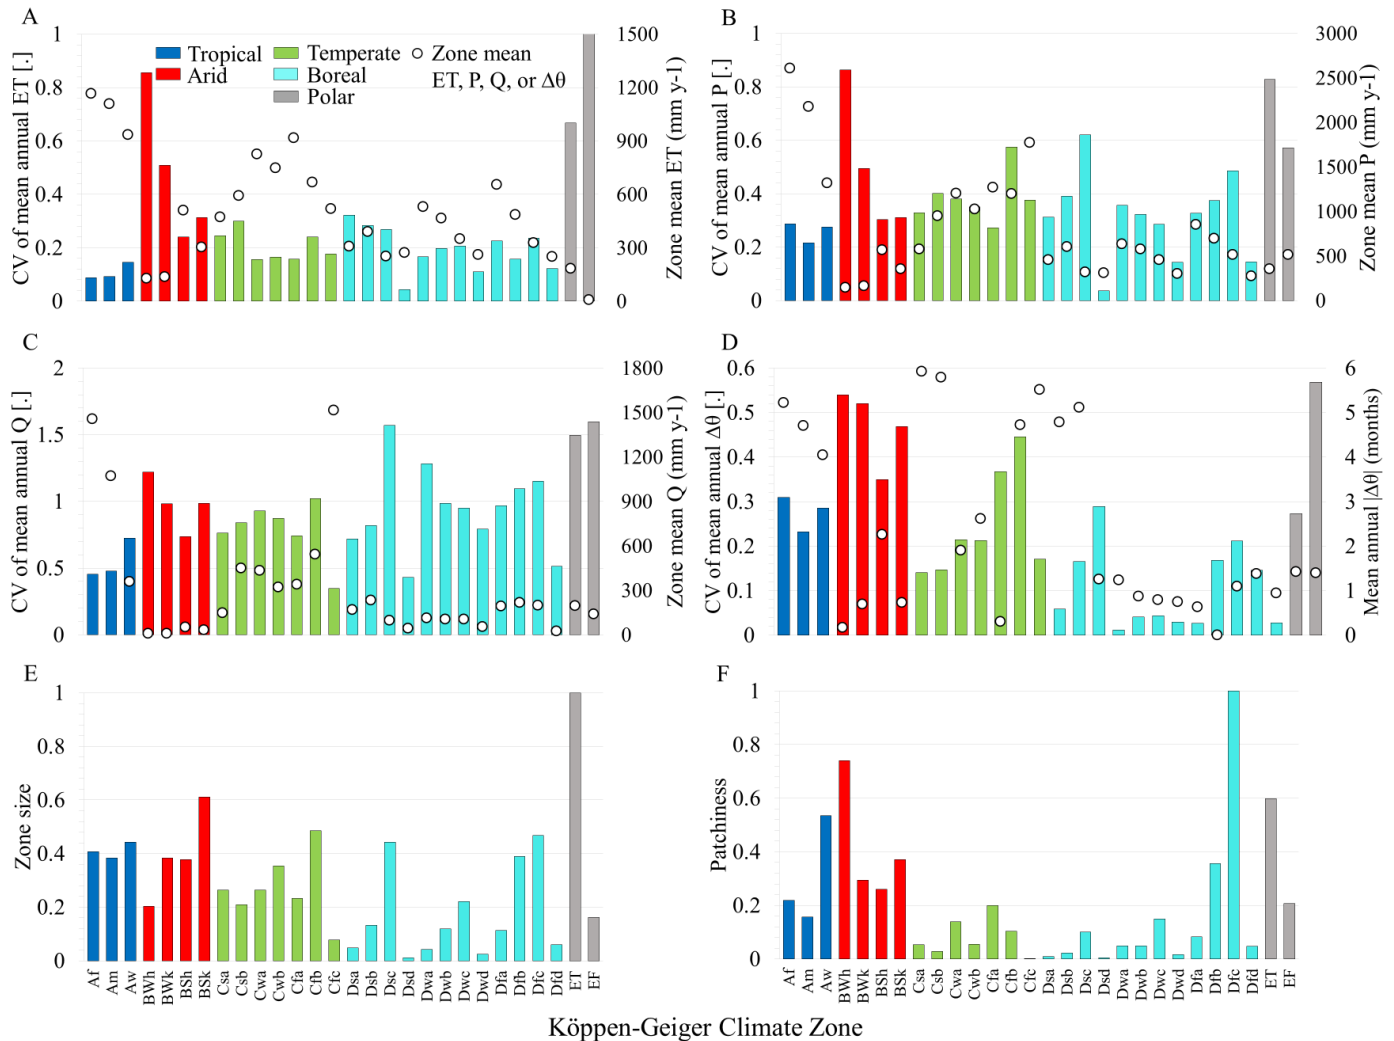 A
CV of mean annual ET [.]
1
0.8
0.6
0.4
0.2
0
Tropical
Arid
Temperate
Boreal
Polar
Zone mean
ET, P, Q, or Δθ
1500
1200
900
600
300
0
Zone mean ET (mm y-1)
B
CV of mean annual P [.]
1
0.8
0.6
0.4
0.2
0
3000
2500
2000
1500
1000
500
0
Zone mean P (mm y-1)
C
CV of mean annual Q [.]
2
1.5
1
0.5
0
1800
1500
1200
900
600
300
0
Zone mean Q (mm y-1)
D
CV of mean annual Δθ [.]
0.6
0.5
0.4
0.3
0.2
0.1
0
6
5
4
3
2
1
0
Mean annual |Δθ| (months)
E
Zone size
1
0.8
0.6
0.4
0.2
0
Af
Am
Aw
BWh
BWk
BSh
BSk
Csa
Csb
Cwa
Cwb
Cfa
Cfb
Cfc
Dsa
Dsb
Dsc
Dsd
Dwa
Dwb
Dwc
Dwd
Dfa
Dfb
Dfc
Dfd
ET
EF
F
Patchiness
1
0.8
0.6
0.4
0.2
0
Af
Am
Aw
BWh
BWk
BSh
BSk
Csa
Csb
Cwa
Cwb
Cfa
Cfb
Cfc
Dsa
Dsb
Dsc
Dsd
Dwa
Dwb
Dwc
Dwd
Dfa
Dfb
Dfc
Dfd
ET
EF
Köppen-Geiger Climate Zone